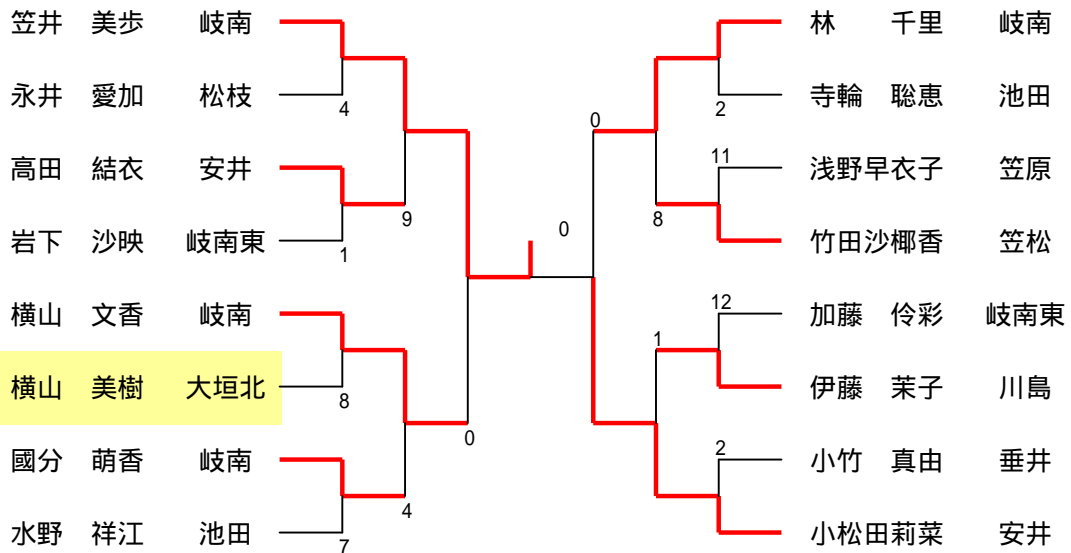 笠井 美歩 岐南
永井 愛加 松枝
4
高田 結衣 安井
9
岩下 沙映 岐南東
1
横山 文香 岐南
横山 美樹 大垣北
8
0
國分 萌香 岐南
4
水野 祥江 池田
7
0
林 千里 岐南
寺輪 聡恵 池田
2
0
11
浅野早衣子 笠原
8
竹田沙椰香 笠松
12
加藤 伶彩 岐南東
1
伊藤 茉子 川島
2
小竹 真由 垂井
小松田莉菜 安井